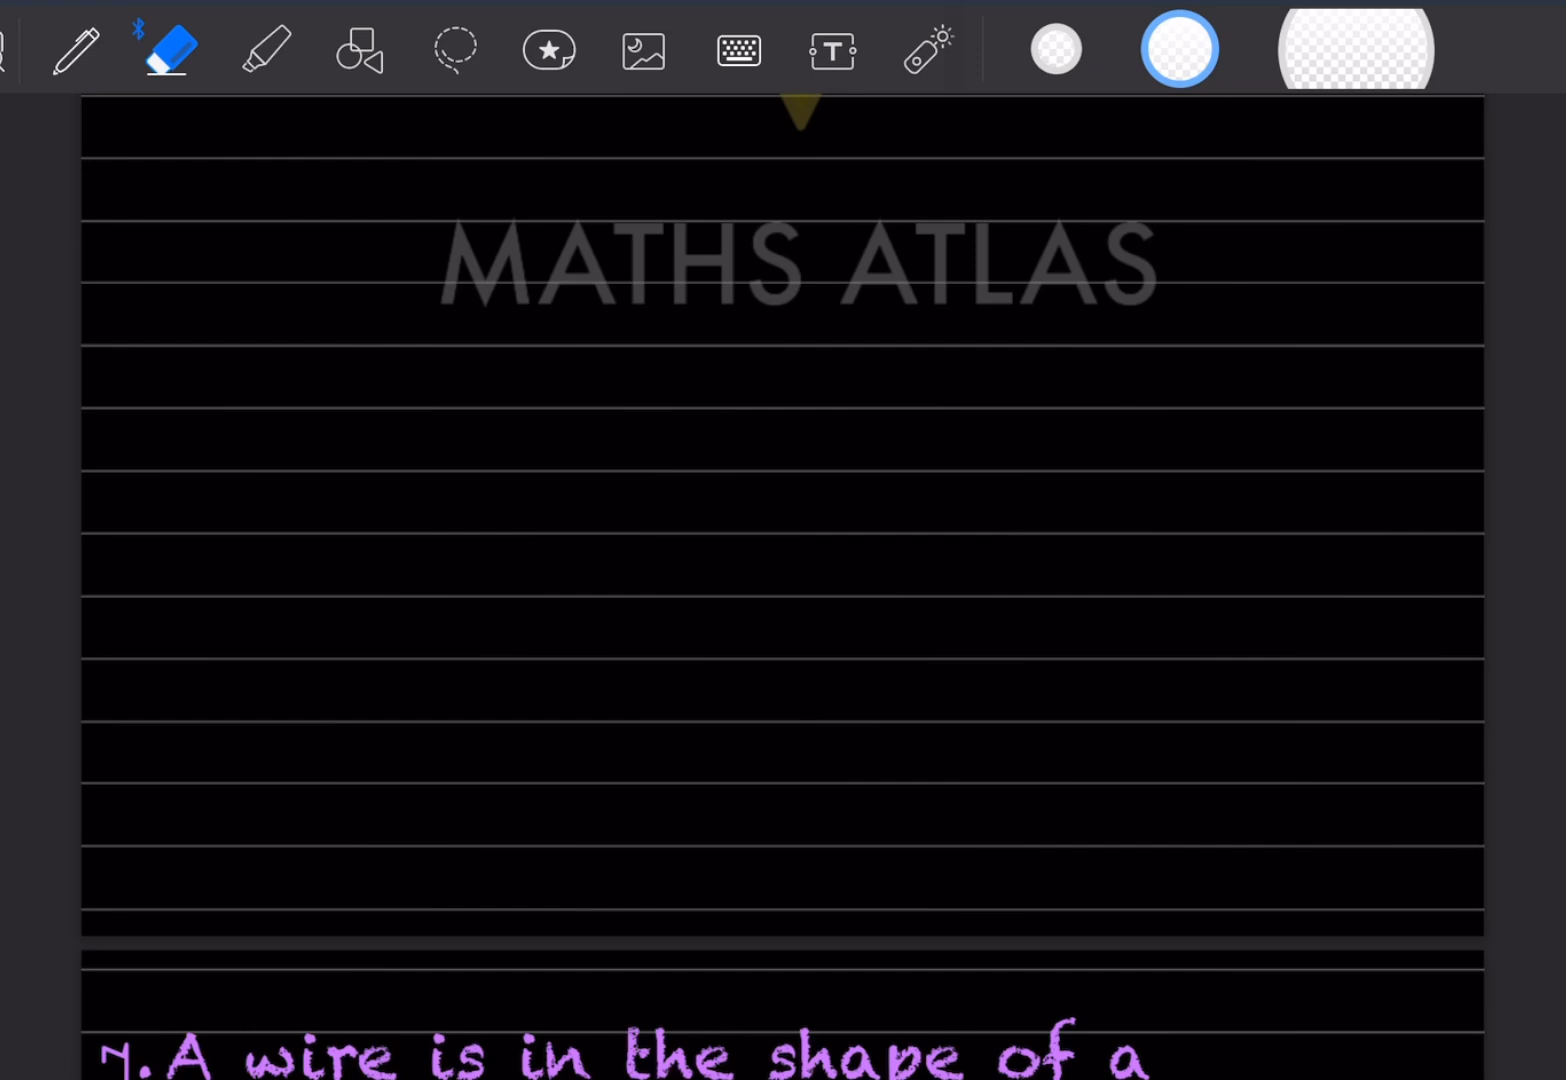 MATHS ATLAS
7. A wire is in the shape of a